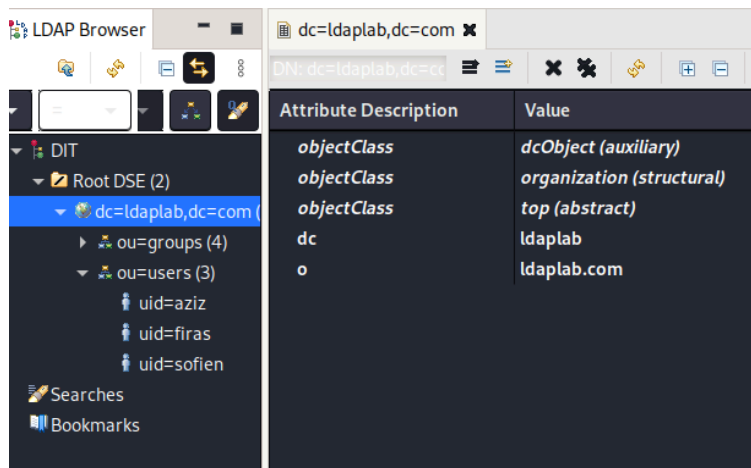 LDAP Browser
dc=ldaplab,dc=com
DN: dc=ldaplab,dc=cc
=
DIT
Root DSE (2)
dc=ldaplab,dc=com (
ou=groups (4)
ou=users (3)
uid=aziz
uid=firas
uid=sofien
Searches
Bookmarks
Attribute Description Value
objectClass dcObject (auxiliary)
objectClass organization (structural)
objectClass top (abstract)
dc ldaplab
o ldaplab.com